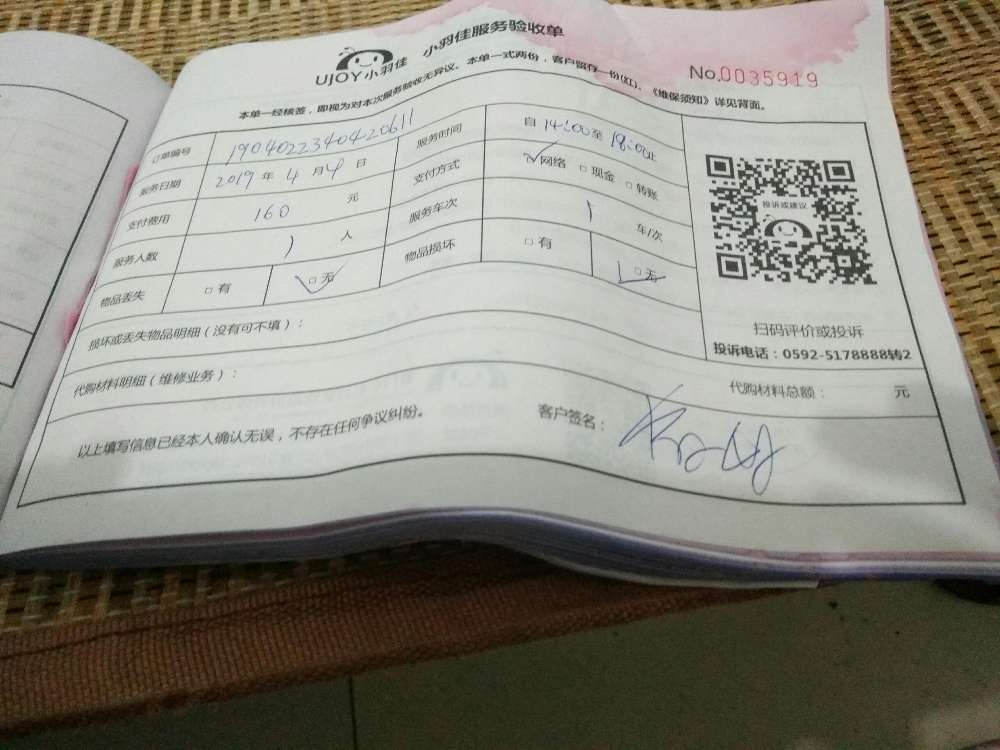 UJOY小羽佳 小羽佳服务验收单
No.0035919
本单一经核签，即视为对本次服务验收无异议。本单一式两份，客户留存一份(红)。《维保须知》详见背面。
订单编号 1904022340420611 服务时间 自 14:00 至 18:00止
服务日期 2019 年 4 月 4 日 支付方式 □网络 □现金 □转账
支付费用 160 元 服务车次 1 车/次
服务人数 1 人 物品损坏 □有 □无
物品丢失 □有 □无
损坏或丢失物品明细（没有可不填）：
投诉或建议
扫码评价或投诉
投诉电话：0592-5178888转2
代购材料明细（维修业务）： 代购材料总额： 元
以上填写信息已经本人确认无误，不存在任何争议纠纷。 客户签名：